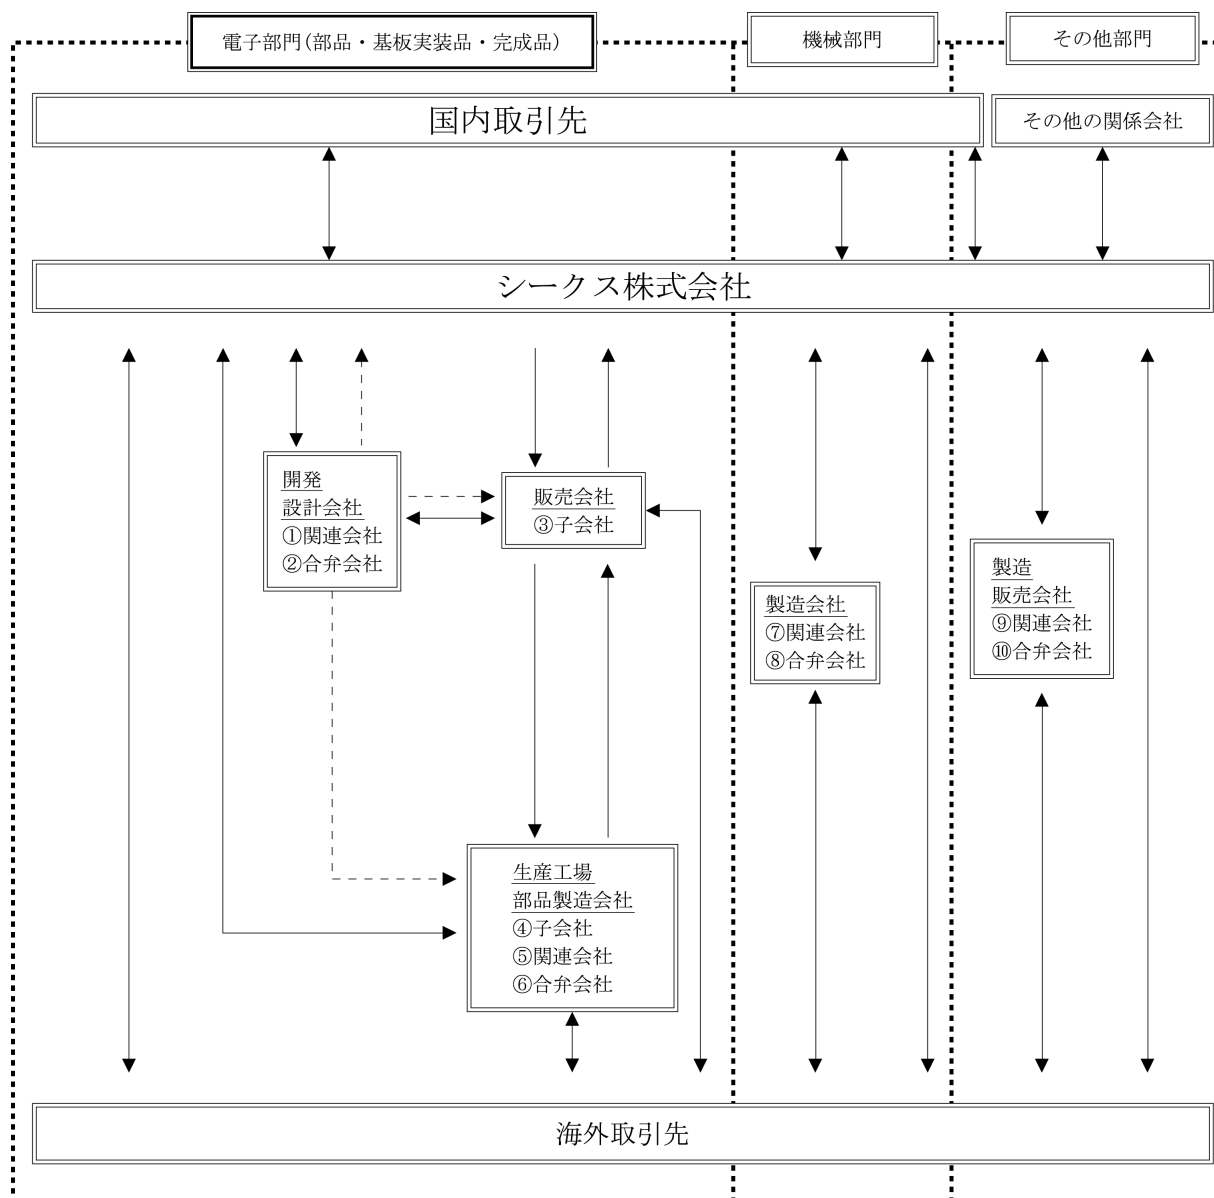 電子部門(部品・基板実装品・完成品)
機械部門
その他部門
国内取引先
その他の関係会社
シークス株式会社
開発
設計会社
①関連会社
②合弁会社
販売会社
③子会社
製造会社
⑦関連会社
⑧合弁会社
製造
販売会社
⑨関連会社
⑩合弁会社
生産工場
部品製造会社
④子会社
⑤関連会社
⑥合弁会社
海外取引先